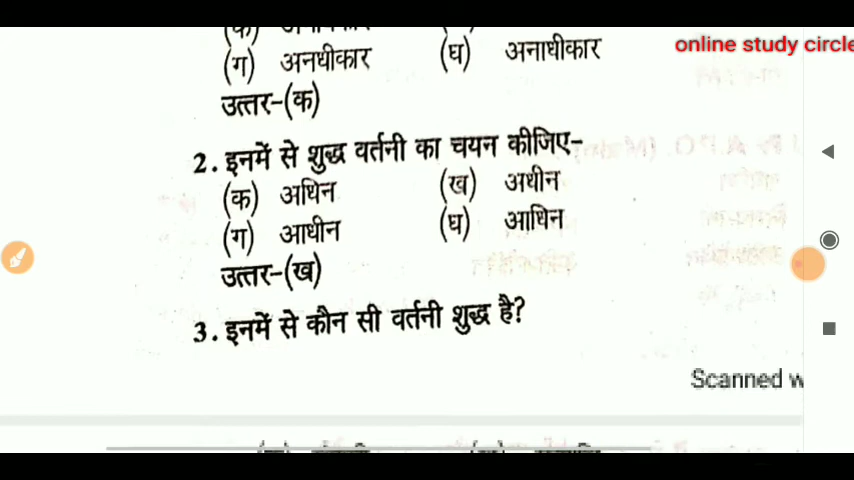 online study circle
(ग) अनधीकार (घ) अनाधीकार
उत्तर-(क)
2. इनमें से शुद्ध वर्तनी का चयन कीजिए-
(क) अधिन (ख) अधीन
(ग) आधीन (घ) आधिन
उत्तर-(ख)
3. इनमें से कौन सी वर्तनी शुद्ध है?
Scanned w